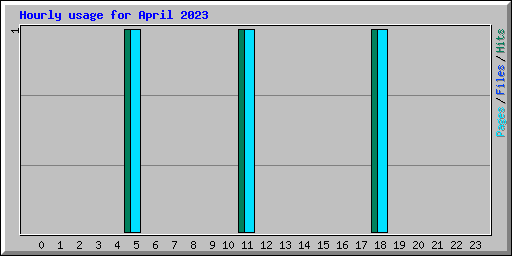 Hourly usage for April 2023
1
Pages/Files/Hits
0 1 2 3 4 5 6 7 8 9 10 11 12 13 14 15 16 17 18 19 20 21 22 23